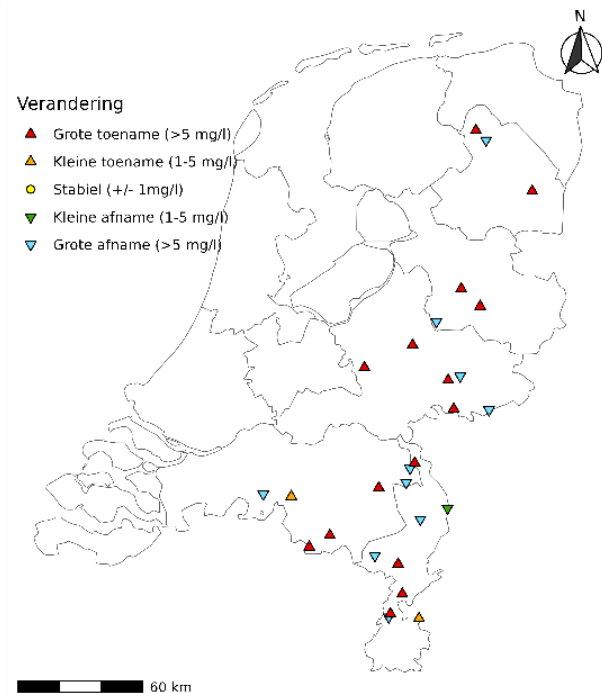 N
Verandering
Grote toename (>5 mg/l)
Kleine toename (1-5 mg/l)
Stabiel (+/- 1mg/l)
Kleine afname (1-5 mg/l)
Grote afname (>5 mg/l)
60 km